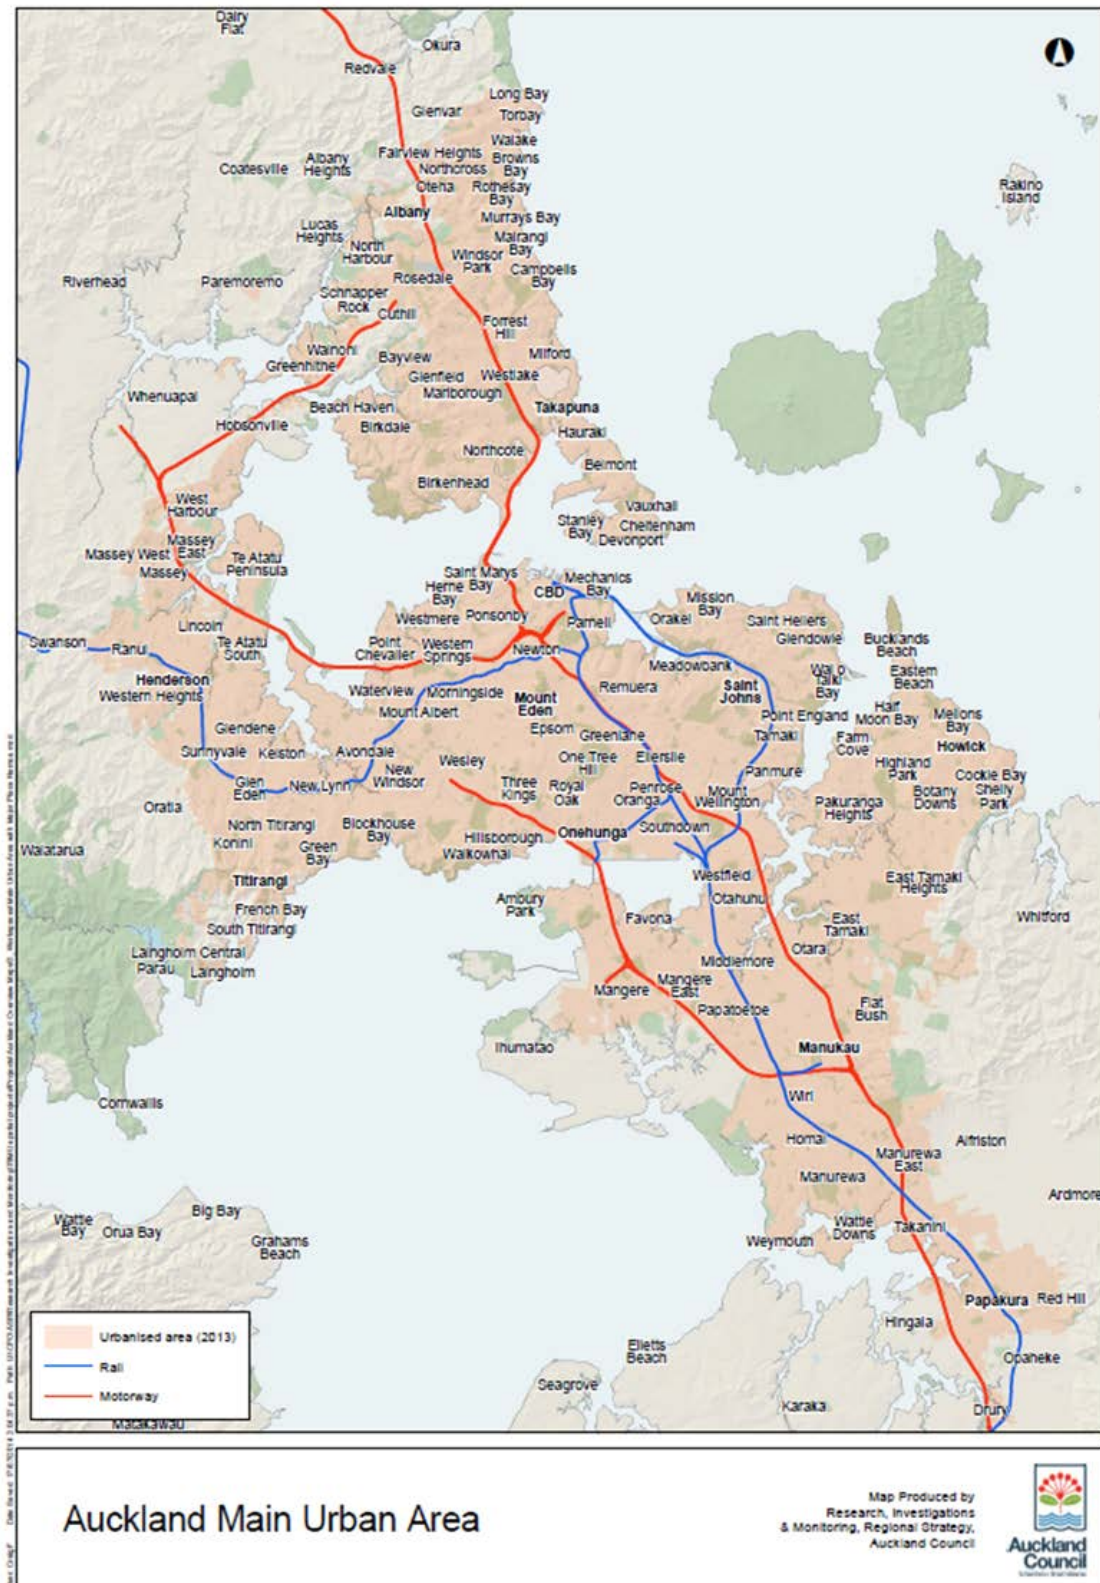 Dairy
Flat
Okura
Redvale
Long Bay
Glenvar
Torbay
Waiake
Fairview Heights
Browns
Bay
Albany
Heights
Coatesville
Northcross
Oteha
Rothesay
Bay
Rakino
Island
Albany
Murrays Bay
Lucas
Heights
Mairangi
Bay
North
Harbour
Windsor
Park
Campbells
Bay
Riverhead
Paremoremo
Rosedale
Schnapper
Rock
Cuthill
Forrest
Hill
Wainoni
Greenhithe
Bayview
Milford
Glenfield
Westlake
Marlborough
Whenuapai
Beach Haven
Takapuna
Hobsonville
Birkdale
Hauraki
Northcote
Belmont
Birkenhead
West
Harbour
Vauxhall
Stanley
Bay
Cheltenham
Devonport
Massey West
Massey
East
Massey
Te Atatu
Peninsula
Saint Marys
Bay
Herne
Bay
Mechanics
Bay
CBD
Mission
Bay
Westmere
Ponsonby
Parnell
Orakei
Saint Heliers
Glendowie
Lincoln
Swanson
Ranui
Te Atatu
South
Point
Chevalier
Western
Springs
Newton
Meadowbank
Bucklands
Beach
Henderson
Western Heights
Waterview
Morningside
Mount
Eden
Remuera
Saint
Johns
Wai o
Taiki
Bay
Eastern
Beach
Mount Albert
Half
Moon Bay
Mellons
Bay
Glendene
Epsom
Greenlane
Point England
Tamaki
Farm
Cove
Howick
Sunnyvale
Kelston
Avondale
Wesley
One Tree
Hill
Ellerslie
Highland
Park
Glen
Eden
New Lynn
New
Windsor
Three
Kings
Royal
Oak
Penrose
Oranga
Mount
Wellington
Panmure
Cockle Bay
Shelly
Park
Botany
Downs
Oratia
Pakuranga
Heights
North Titirangi
Blockhouse
Bay
Hillsborough
Onehunga
Southdown
Konini
Green
Bay
Waikowhai
Waiatarua
Titirangi
Westfield
East Tamaki
Heights
Ambury
Park
Otahuhu
French Bay
Favona
East
Tamaki
Whitford
South Titirangi
Laingholm Central
Parau
Laingholm
Otara
Middlemore
Mangere
Mangere
East
Papatoetoe
Flat
Bush
Ihumatao
Manukau
Cornwallis
Wiri
Homai
Alfriston
Manurewa
East
Manurewa
Ardmore
Wattle
Bay
Orua Bay
Big Bay
Grahams
Beach
Weymouth
Wattle
Downs
Takanini
Papakura
Red Hill
Hingaia
Urbanised area (2013)
Rail
Motorway
Elletts
Beach
Opaheke
Seagrove
Karaka
Drury
Matakawau
Auckland Main Urban Area
Map Produced by
Research, Investigations
& Monitoring, Regional Strategy,
Auckland Council
Auckland
Council